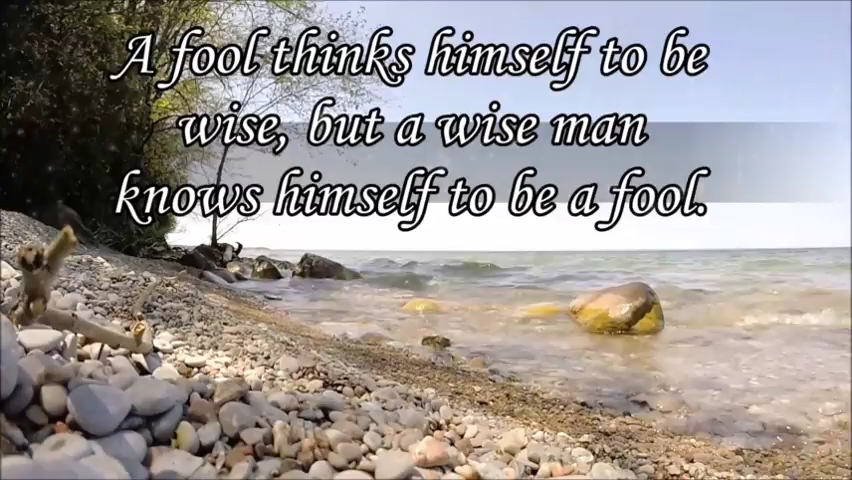 A fool thinks himself to be
wise, but a wise man
knows himself to be a fool.